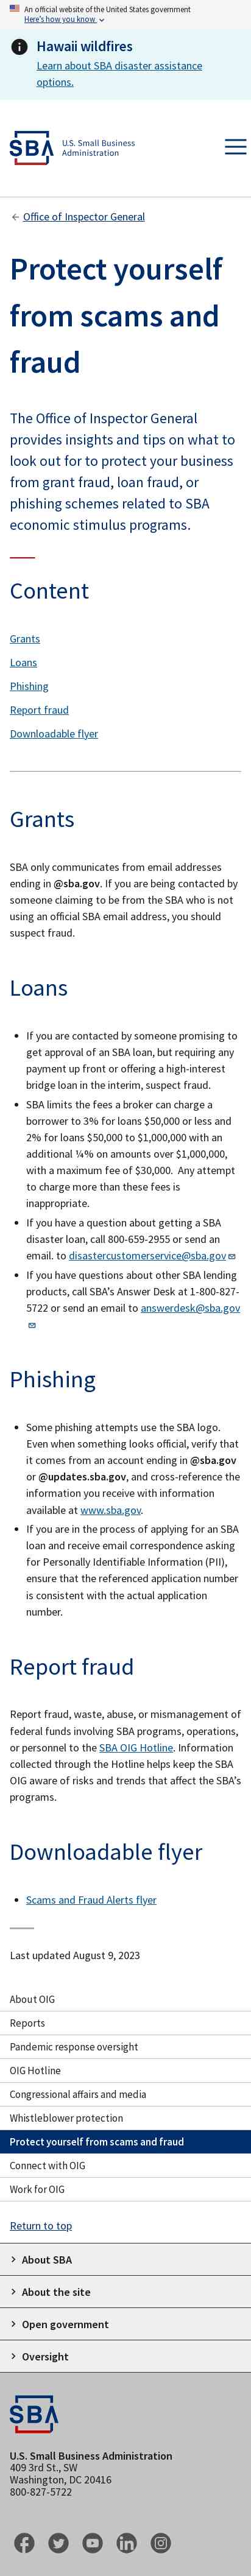 An official website of the United States government
Here's how you know
Hawaii wildfires
Learn about SBA disaster assistance
options.
SBA
U.S. Small Business
Administration
Office of Inspector General
Protect yourself
from scams and
fraud
The Office of Inspector General
provides insights and tips on what to
look out for to protect your business
from grant fraud, loan fraud, or
phishing schemes related to SBA
economic stimulus programs.
Content
Grants
Loans
Phishing
Report fraud
Downloadable flyer
Grants
SBA only communicates from email addresses
ending in @sba.gov. If you are being contacted by
someone claiming to be from the SBA who is not
using an official SBA email address, you should
suspect fraud.
Loans
• If you are contacted by someone promising to
get approval of an SBA loan, but requiring any
payment up front or offering a high-interest
bridge loan in the interim, suspect fraud.
• SBA limits the fees a broker can charge a
borrower to 3% for loans $50,000 or less and
2% for loans $50,000 to $1,000,000 with an
additional ¼% on amounts over $1,000,000,
with a maximum fee of $30,000. Any attempt
to charge more than these fees is
inappropriate.
• If you have a question about getting a SBA
disaster loan, call 800-659-2955 or send an
email. to disastercustomerservice@sba.gov
• If you have questions about other SBA lending
products, call SBA's Answer Desk at 1-800-827-
5722 or send an email to answerdesk@sba.gov
Phishing
• Some phishing attempts use the SBA logo.
Even when something looks official, verify that
it comes from an account ending in @sba.gov
or @updates.sba.gov, and cross-reference the
information you receive with information
available at www.sba.gov.
• If you are in the process of applying for an SBA
loan and receive email correspondence asking
for Personally Identifiable Information (PII),
ensure that the referenced application number
is consistent with the actual application
number.
Report fraud
Report fraud, waste, abuse, or mismanagement of
federal funds involving SBA programs, operations,
or personnel to the SBA OIG Hotline. Information
collected through the Hotline helps keep the SBA
OIG aware of risks and trends that affect the SBA's
programs.
Downloadable flyer
• Scams and Fraud Alerts flyer
Last updated August 9, 2023
About OIG
Reports
Pandemic response oversight
OIG Hotline
Congressional affairs and media
Whistleblower protection
Protect yourself from scams and fraud
Connect with OIG
Work for OIG
Return to top
About SBA
About the site
Open government
Oversight
SBA
U.S. Small Business Administration
409 3rd St., SW
Washington, DC 20416
800-827-5722